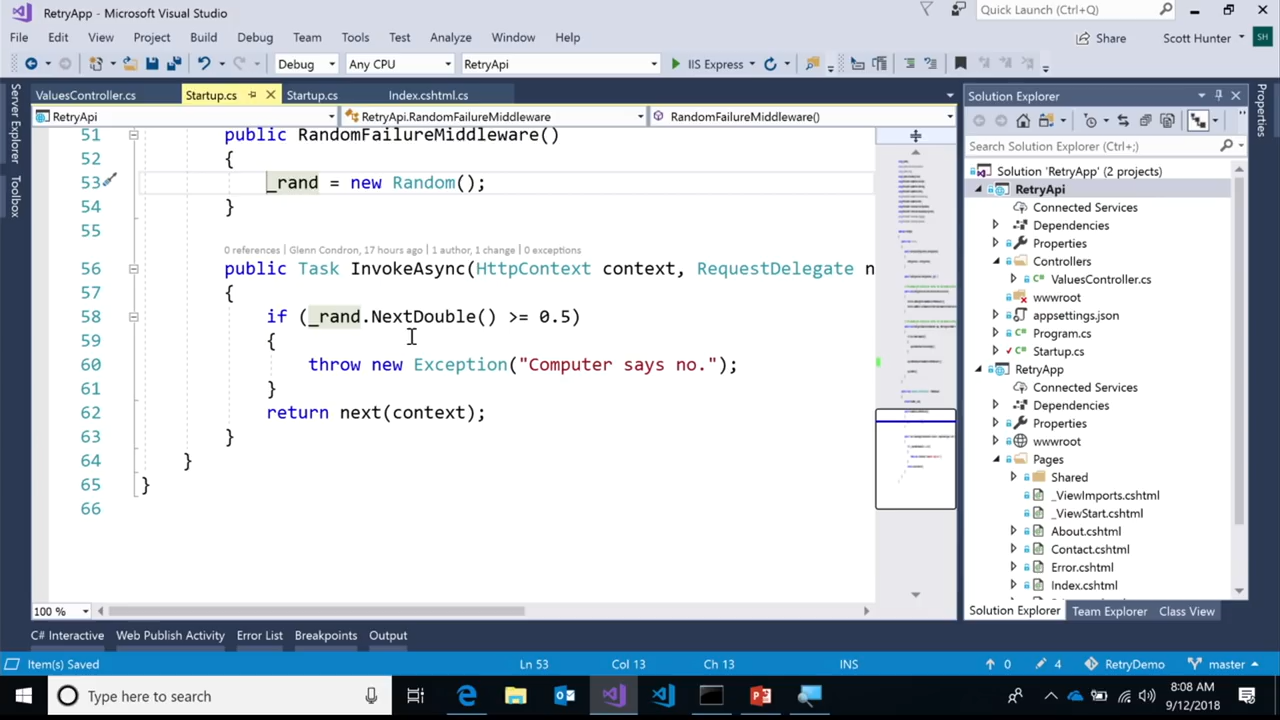 RetryApp - Microsoft Visual Studio
Quick Launch (Ctrl+Q)
File Edit View Project Build Debug Team Tools Test Analyze Window Help
Share Scott Hunter SH
Debug Any CPU RetryApi IIS Express
Server Explorer
Toolbox
ValuesController.cs Startup.cs Startup.cs Index.cshtml.cs
RetryApi RetryApi.RandomFailureMiddleware RandomFailureMiddleware()
51 public RandomFailureMiddleware()
52 {
53 _rand = new Random();
54 }
55
0 references | Glenn Condron, 17 hours ago | 1 author, 1 change | 0 exceptions
56 public Task InvokeAsync(HttpContext context, RequestDelegate n
57 {
58 if (_rand.NextDouble() >= 0.5)
59 {
60 throw new Exception("Computer says no.");
61 }
62 return next(context);
63 }
64 }
65 }
66
100 %
Solution Explorer
Search Solution Explorer (Ctrl+;)
Solution 'RetryApp' (2 projects)
RetryApi
Connected Services
Dependencies
Properties
Controllers
ValuesController.cs
wwwroot
appsettings.json
Program.cs
Startup.cs
RetryApp
Connected Services
Dependencies
Properties
wwwroot
Pages
Shared
_ViewImports.cshtml
_ViewStart.cshtml
About.cshtml
Contact.cshtml
Error.cshtml
Index.cshtml
Solution Explorer Team Explorer Class View
Properties
C# Interactive Web Publish Activity Error List Breakpoints Output
Item(s) Saved Ln 53 Col 13 Ch 13 INS 0 4 RetryDemo master
Type here to search
8:08 AM
9/12/2018